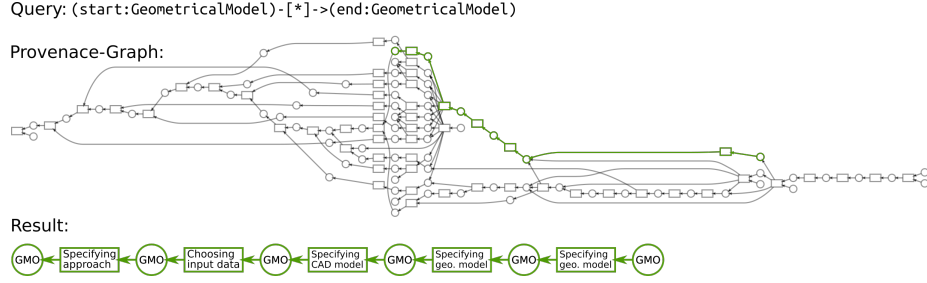 Query: (start:GeometricalModel)-[*]->(end:GeometricalModel)
Provenace-Graph:
Result:
GMO
Specifying
approach
GMO
Choosing
input data
GMO
Specifying
CAD model
GMO
Specifying
geo. model
GMO
Specifying
geo. model
GMO